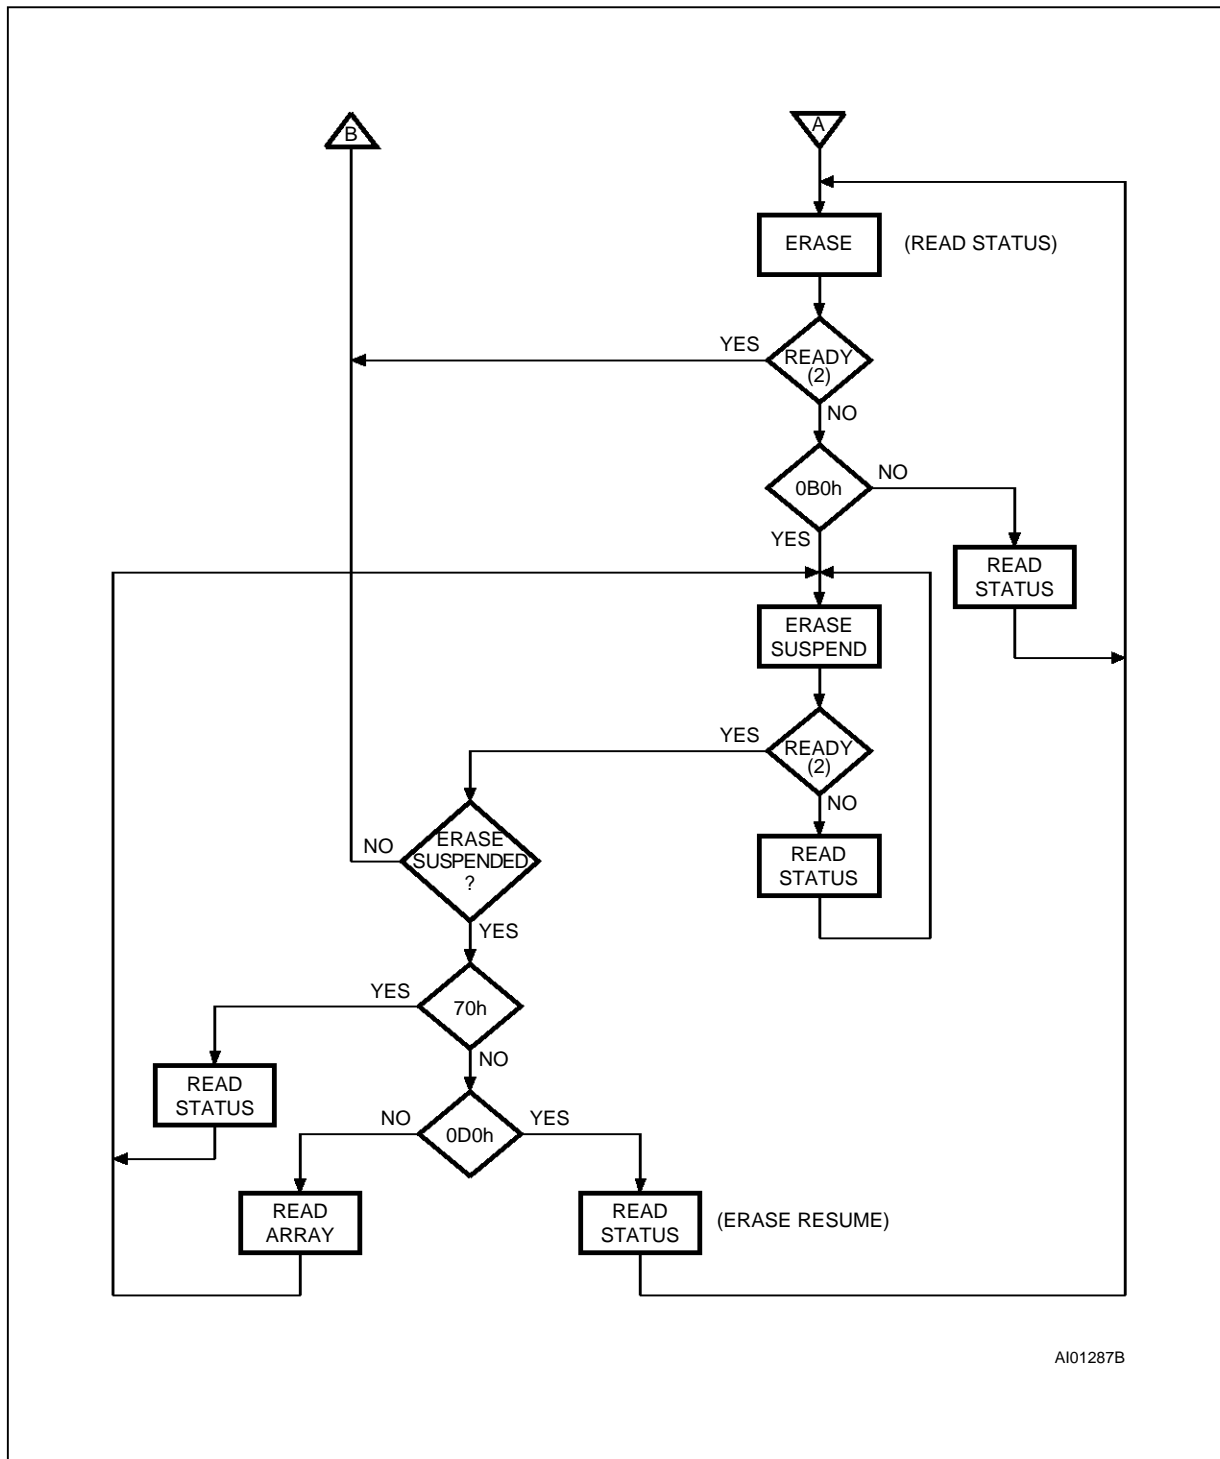 B
A
ERASE
(READ STATUS)
YES
READY
(2)
NO
0B0h
NO
YES
READ
STATUS
ERASE
SUSPEND
YES
READY
(2)
NO
ERASE
SUSPENDED
?
NO
READ
STATUS
YES
YES
70h
NO
READ
STATUS
NO
0D0h
YES
READ
ARRAY
READ
STATUS
(ERASE RESUME)
AI01287B